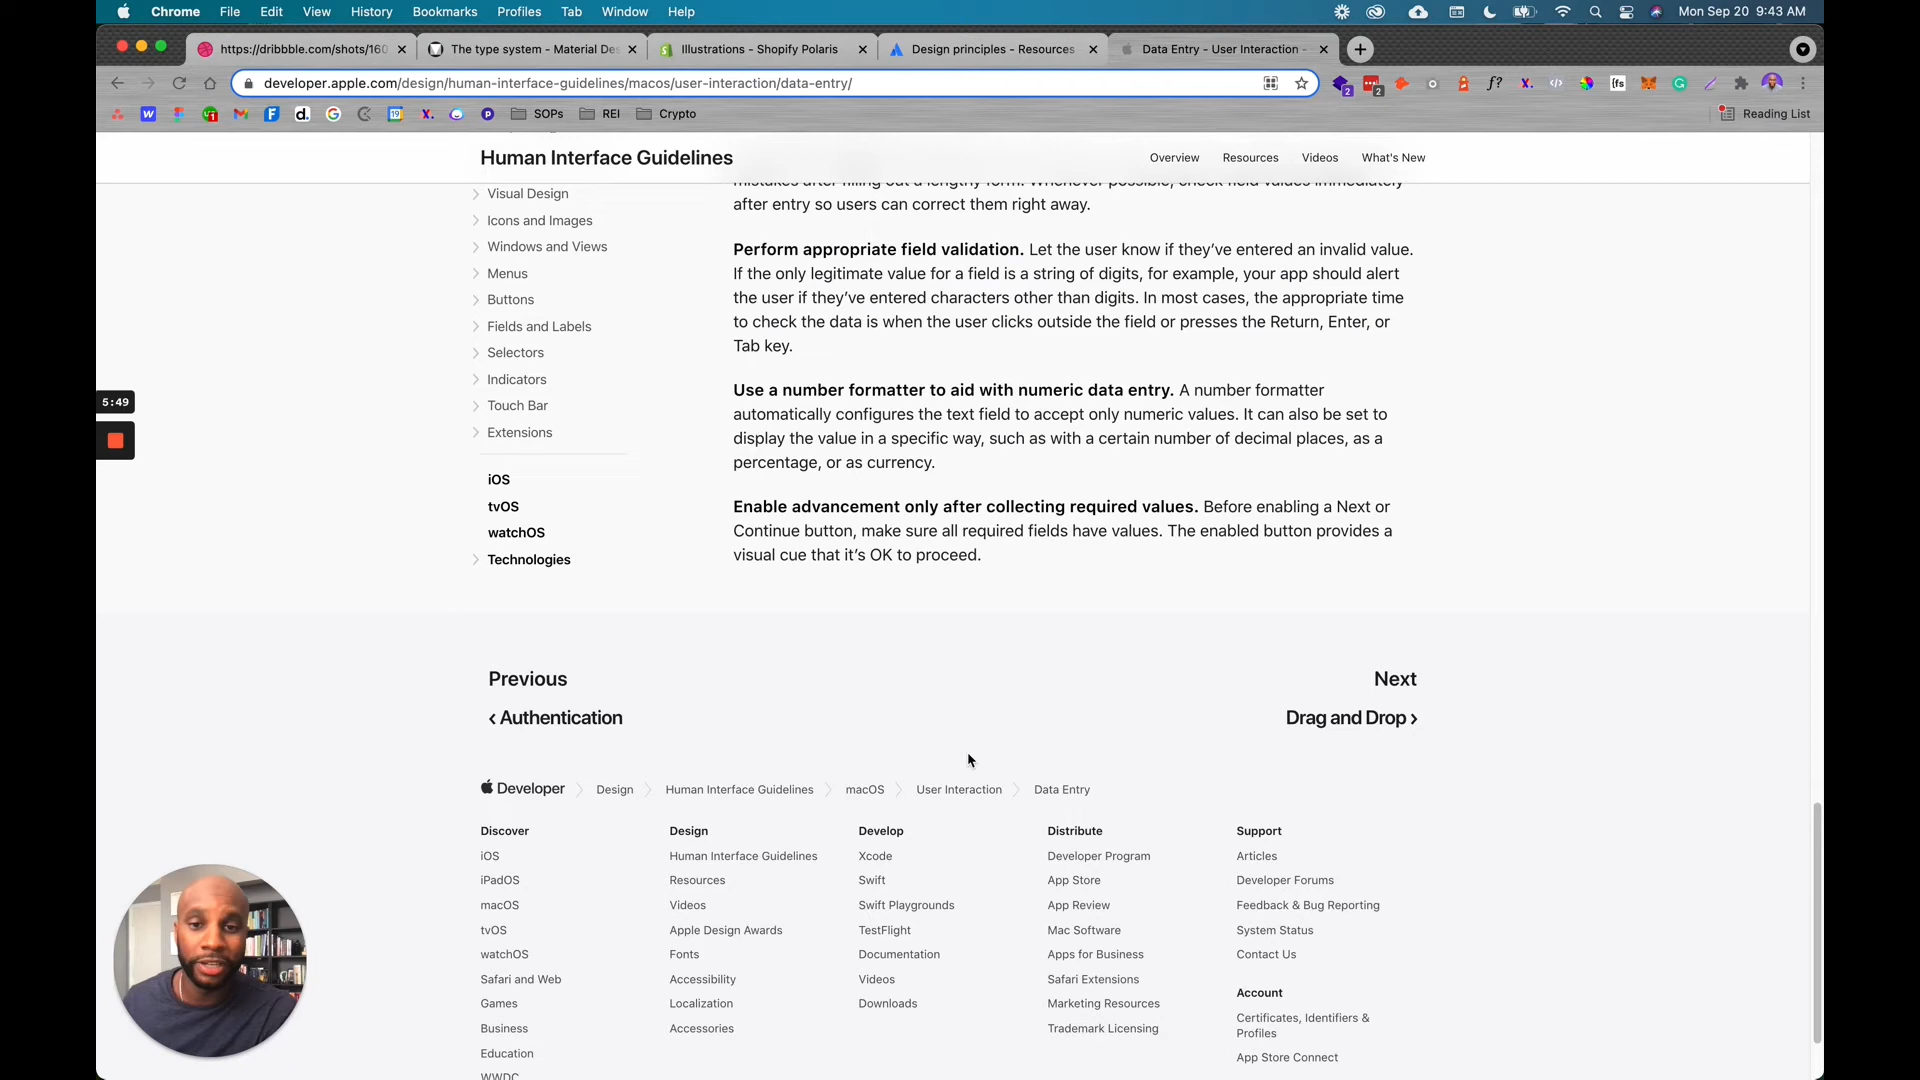 Chrome File Edit View History Bookmarks Profiles Tab Window Help Mon Sep 20 9:43 AM
https://dribbble.com/shots/160 The type system - Material Des Illustrations - Shopify Polaris Design principles - Resources Data Entry - User Interaction -
developer.apple.com/design/human-interface-guidelines/macos/user-interaction/data-entry/
SOPs REI Crypto Reading List
Human Interface Guidelines Overview Resources Videos What's New
mistakes after filling out a lengthy form. Whenever possible, check field values immediately
after entry so users can correct them right away.
Visual Design
Icons and Images
Windows and Views
Menus
Buttons
Fields and Labels
Selectors
Indicators
Touch Bar
Extensions
iOS
tvOS
watchOS
Technologies
Perform appropriate field validation. Let the user know if they’ve entered an invalid value.
If the only legitimate value for a field is a string of digits, for example, your app should alert
the user if they’ve entered characters other than digits. In most cases, the appropriate time
to check the data is when the user clicks outside the field or presses the Return, Enter, or
Tab key.
Use a number formatter to aid with numeric data entry. A number formatter
automatically configures the text field to accept only numeric values. It can also be set to
display the value in a specific way, such as with a certain number of decimal places, as a
percentage, or as currency.
Enable advancement only after collecting required values. Before enabling a Next or
Continue button, make sure all required fields have values. The enabled button provides a
visual cue that it’s OK to proceed.
5:49
Previous
‹ Authentication
Next
Drag and Drop ›
Developer Design Human Interface Guidelines macOS User Interaction Data Entry
Discover
iOS
iPadOS
macOS
tvOS
watchOS
Safari and Web
Games
Business
Education
WWDC
Design
Human Interface Guidelines
Resources
Videos
Apple Design Awards
Fonts
Accessibility
Localization
Accessories
Develop
Xcode
Swift
Swift Playgrounds
TestFlight
Documentation
Videos
Downloads
Distribute
Developer Program
App Store
App Review
Mac Software
Apps for Business
Safari Extensions
Marketing Resources
Trademark Licensing
Support
Articles
Developer Forums
Feedback & Bug Reporting
System Status
Contact Us
Account
Certificates, Identifiers &
Profiles
App Store Connect